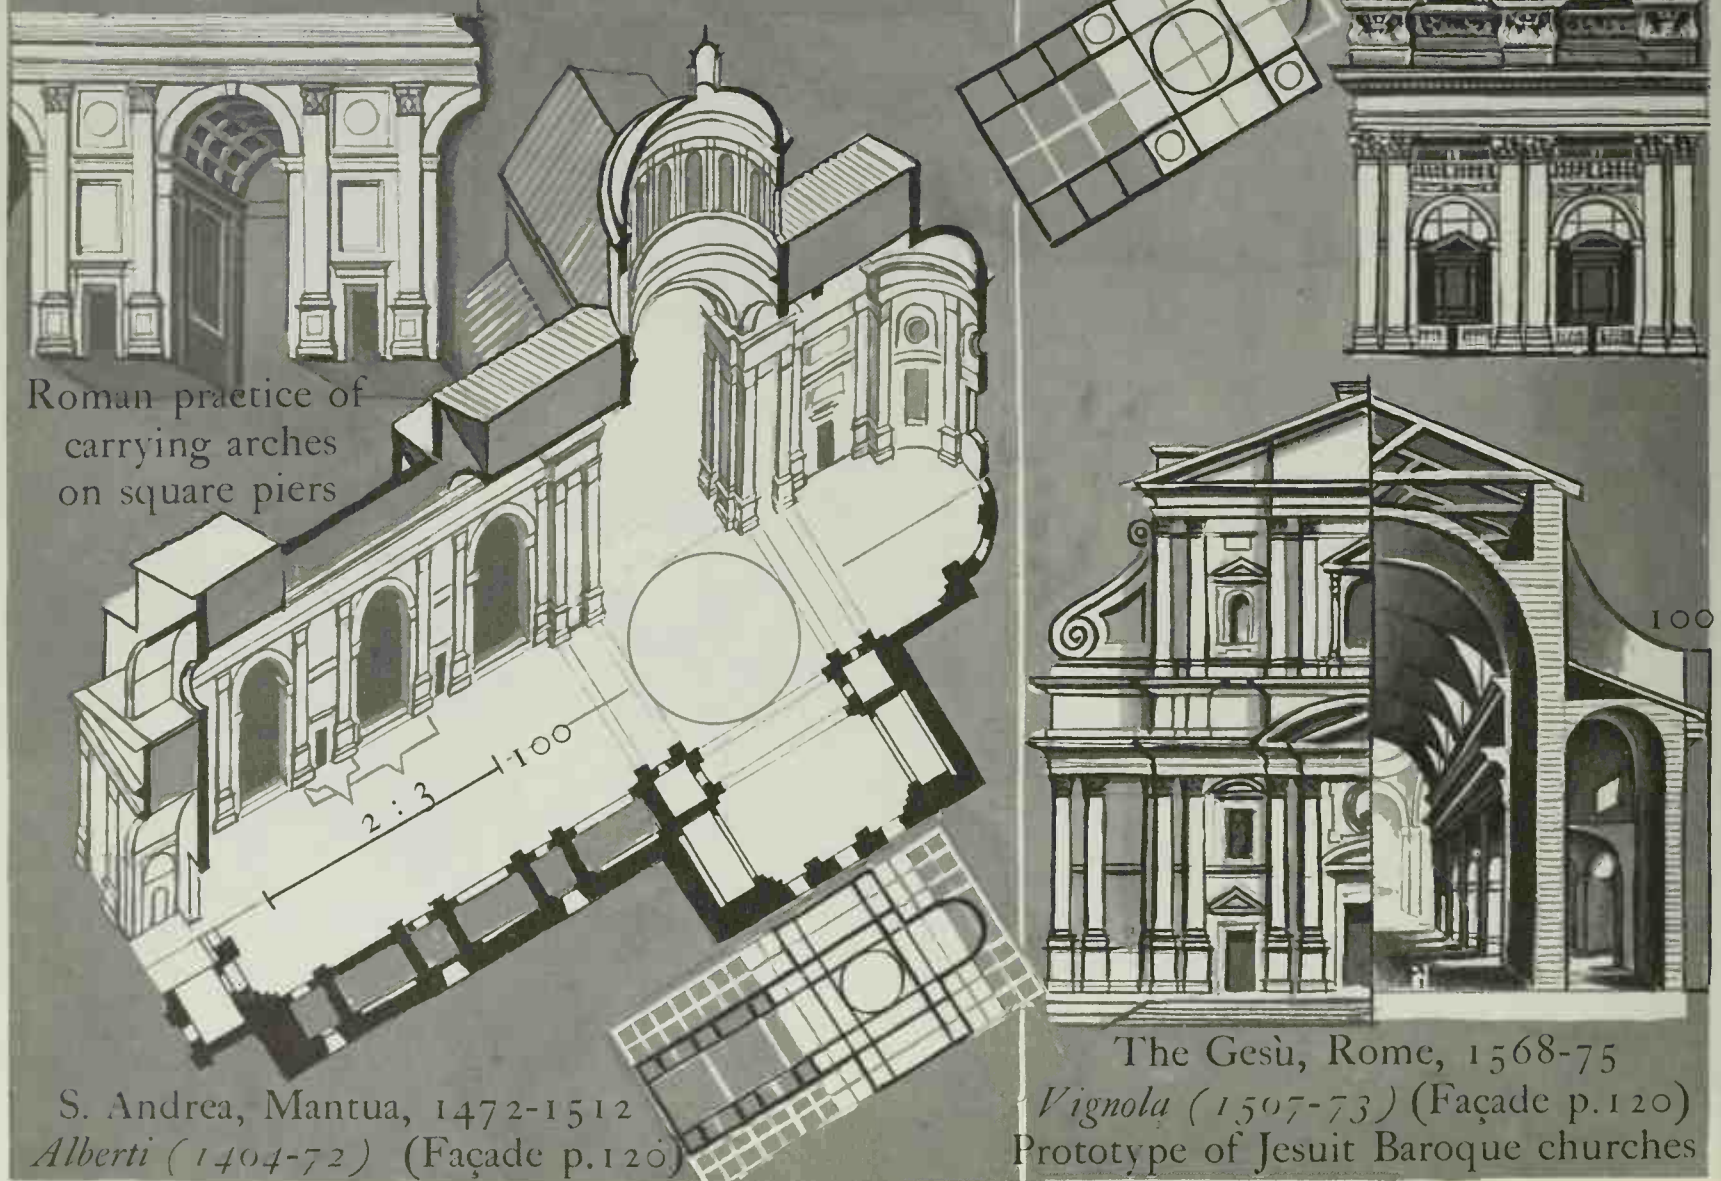 Roman practice of
carrying arches
on square piers
2 : 3
100
100
S. Andrea, Mantua, 1472-1512
Alberti (1404-72) (Façade p.120)
The Gesù, Rome, 1568-75
Vignola (1507-73) (Façade p.120)
Prototype of Jesuit Baroque churches